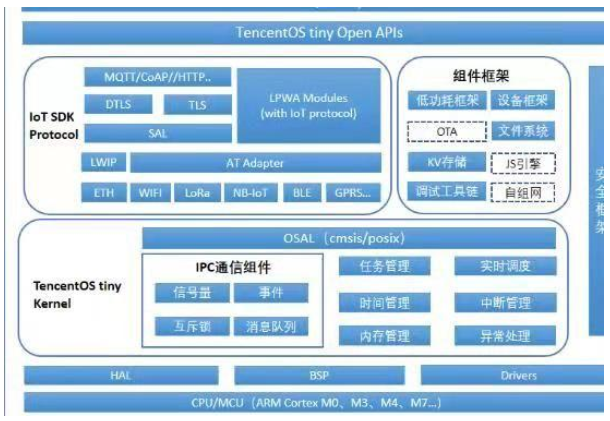 TencentOS tiny Open APIs
IoT SDK
Protocol
MQTT/CoAP//HTTP..
DTLS
TLS
SAL
LPWA Modules
(with IoT protocol)
LWIP
AT Adapter
ETH
WIFI
LoRa
NB-IoT
BLE
GPRS...
组件框架
低功耗框架
设备框架
OTA
文件系统
KV存储
JS引擎
调试工具链
自组网
安全框架
TencentOS tiny
Kernel
OSAL（cmsis/posix）
IPC通信组件
信号量
事件
互斥锁
消息队列
任务管理
实时调度
时间管理
中断管理
内存管理
异常处理
HAL
BSP
Drivers
CPU/MCU（ARM Cortex M0、M3、M4、M7...）